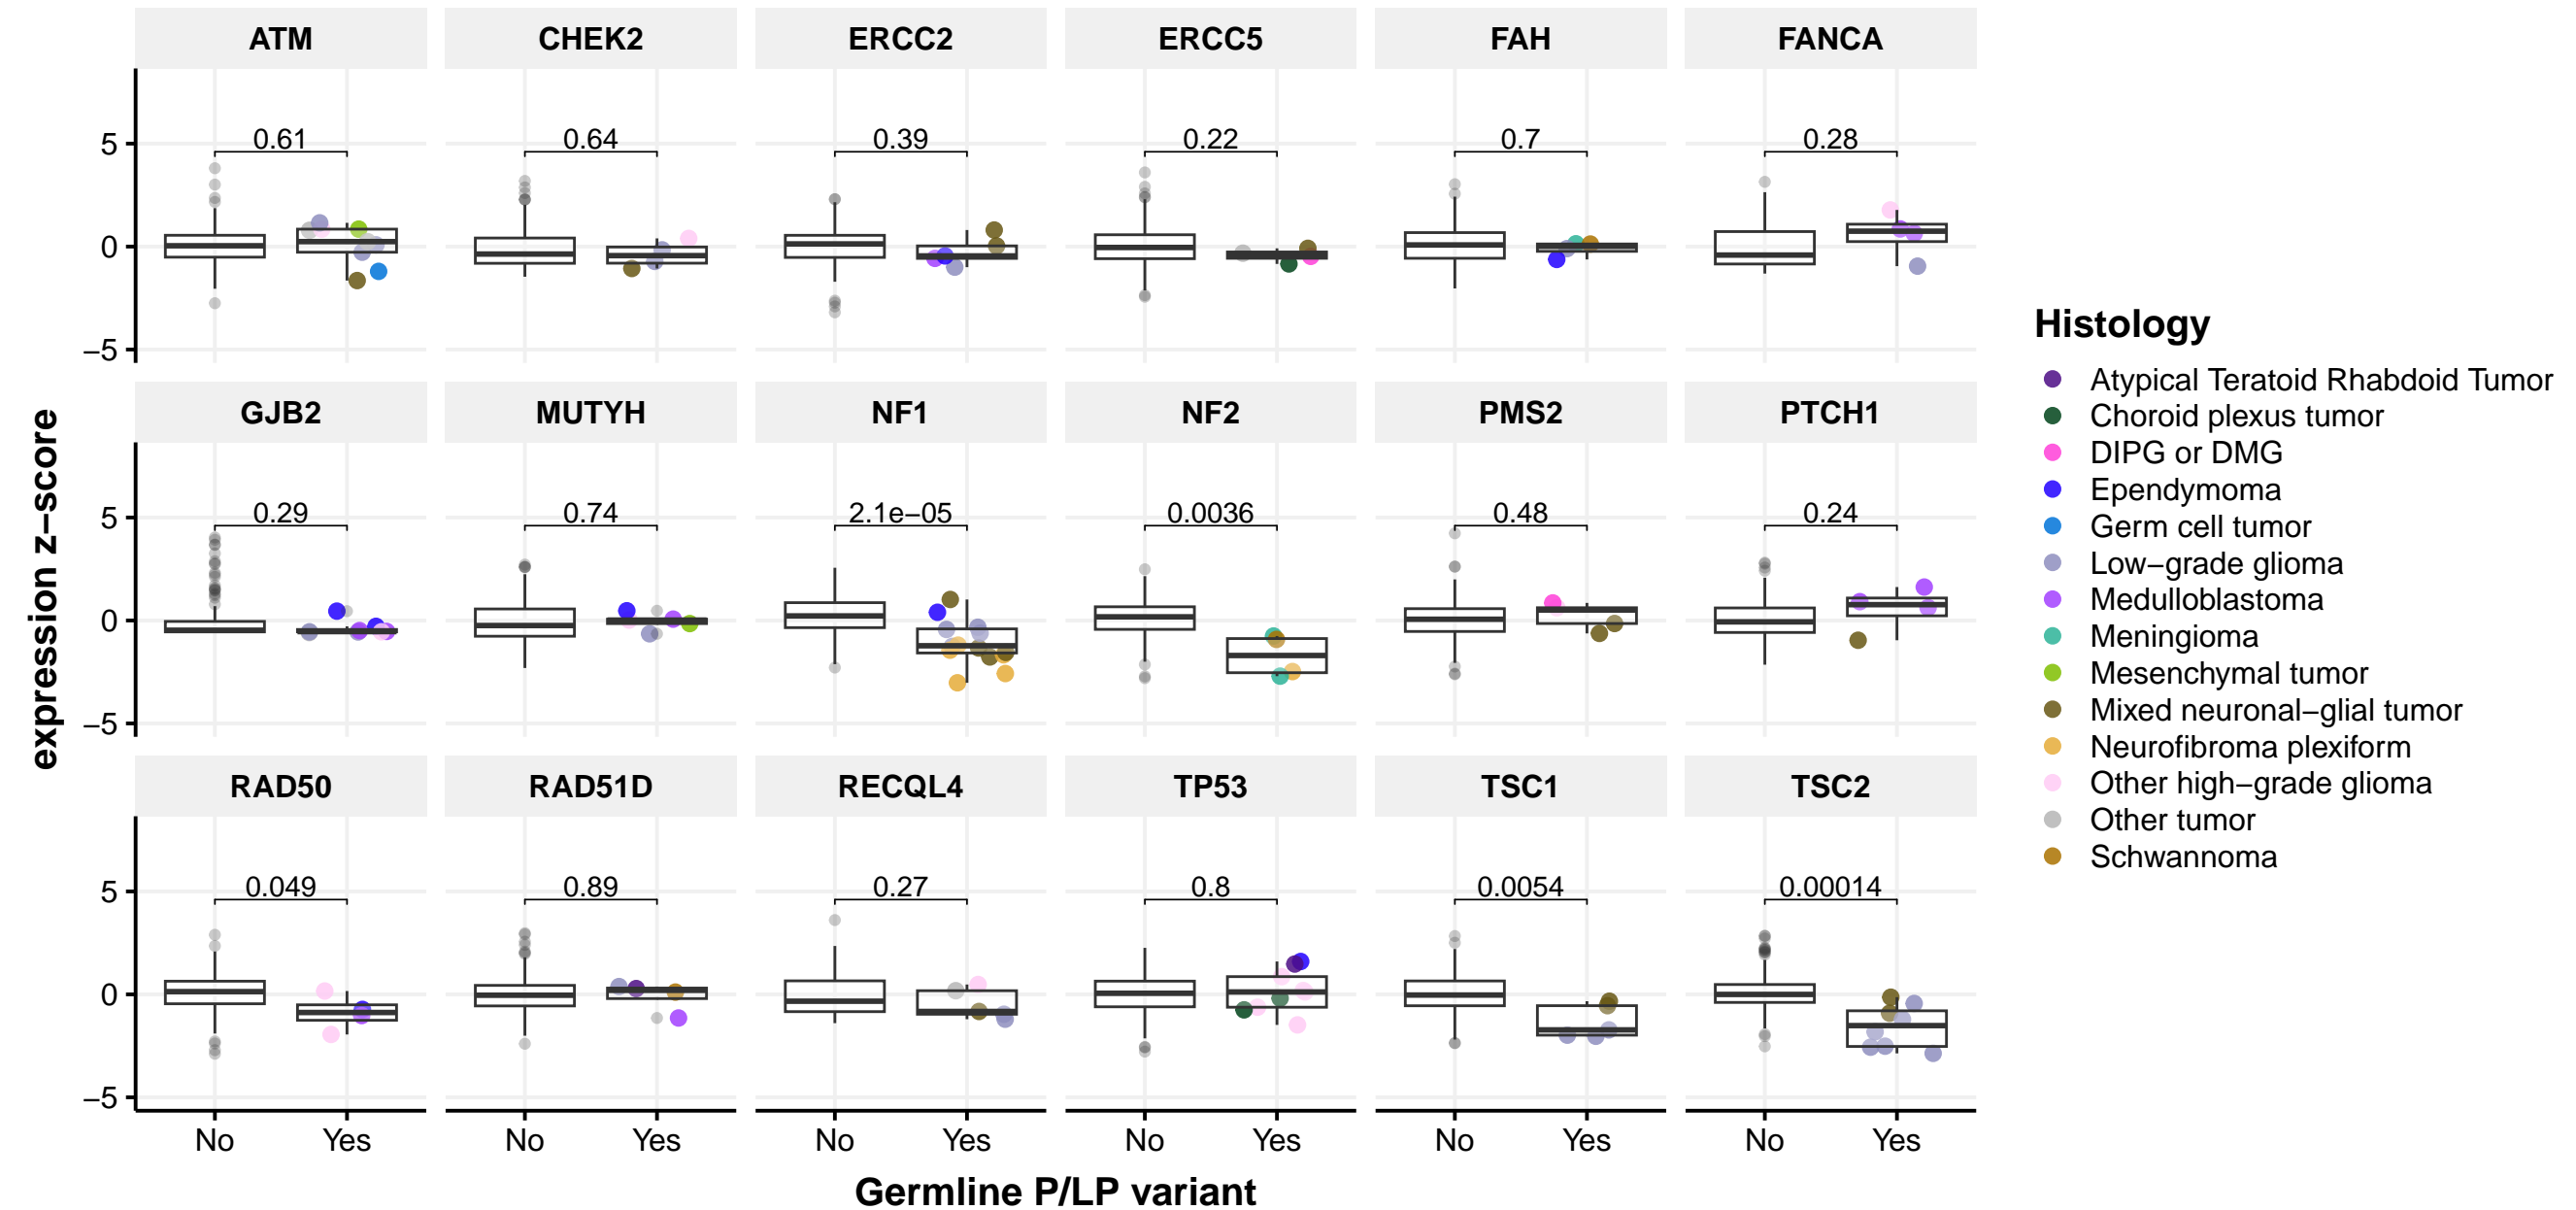 ATM CHEK2 ERCC2 ERCC5 FAH FANCA
0.61 0.64 0.39 0.22 0.7 0.28
5
0
−5
GJB2 MUTYH NF1 NF2 PMS2 PTCH1
0.29 0.74 2.1e−05 0.0036 0.48 0.24
5
0
−5
RAD50 RAD51D RECQL4 TP53 TSC1 TSC2
0.049 0.89 0.27 0.8 0.0054 0.00014
5
0
−5
No Yes No Yes No Yes No Yes No Yes No Yes
Germline P/LP variant
expression z−score
Histology
Atypical Teratoid Rhabdoid Tumor
Choroid plexus tumor
DIPG or DMG
Ependymoma
Germ cell tumor
Low−grade glioma
Medulloblastoma
Meningioma
Mesenchymal tumor
Mixed neuronal−glial tumor
Neurofibroma plexiform
Other high−grade glioma
Other tumor
Schwannoma